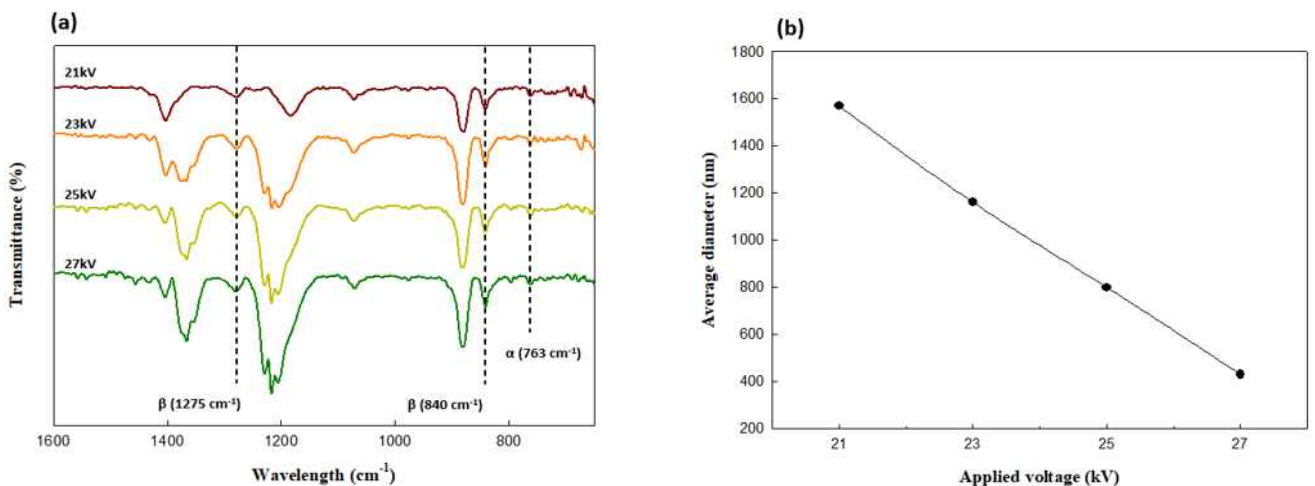 (a)
21kV
23kV
25kV
27kV
α (763 cm⁻¹)
β (1275 cm⁻¹)
β (840 cm⁻¹)
Transmittance (%)
1600
1400
1200
1000
800
Wavelength (cm⁻¹)
(b)
1800
1600
1400
1200
1000
800
600
400
200
Average diameter (nm)
21
23
25
27
Applied voltage (kV)